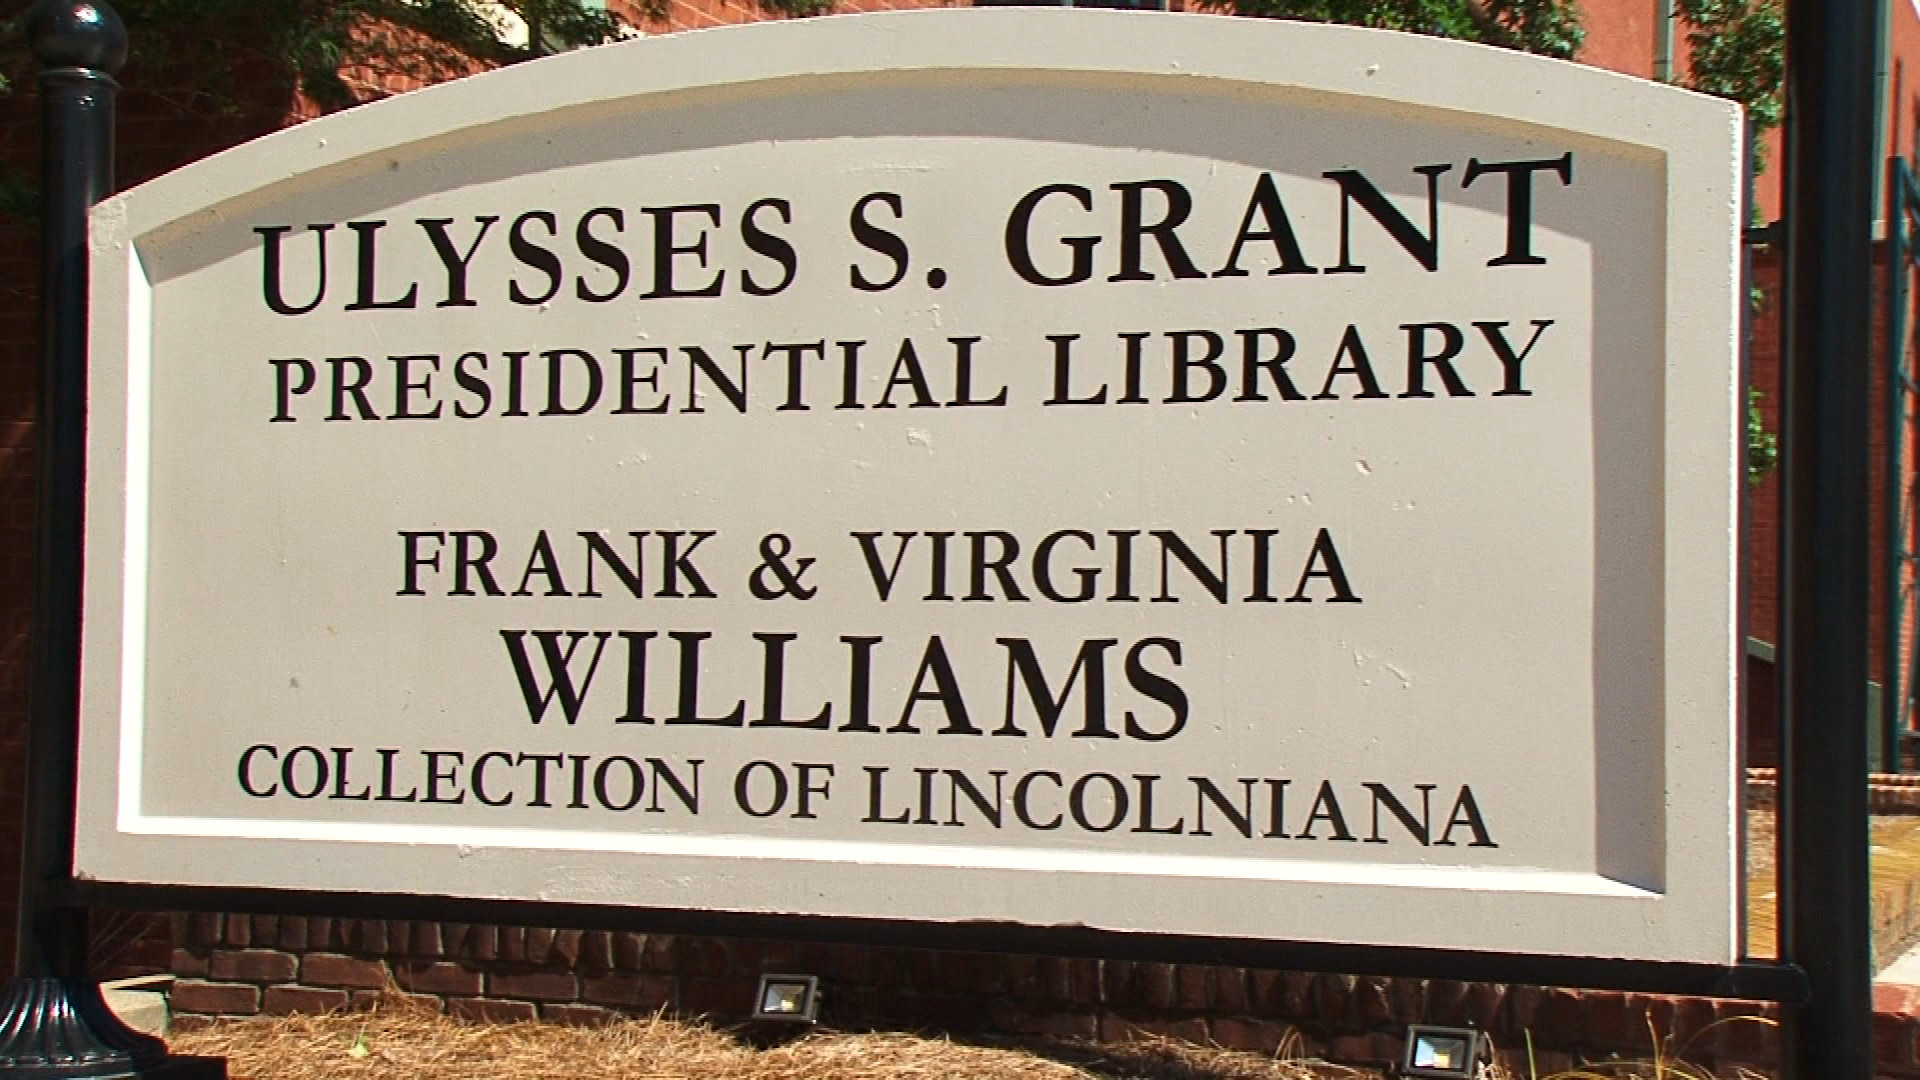 ULYSSES S. GRANT
PRESIDENTIAL LIBRARY
FRANK & VIRGINIA
WILLIAMS
COLLECTION OF LINCOLNIANA